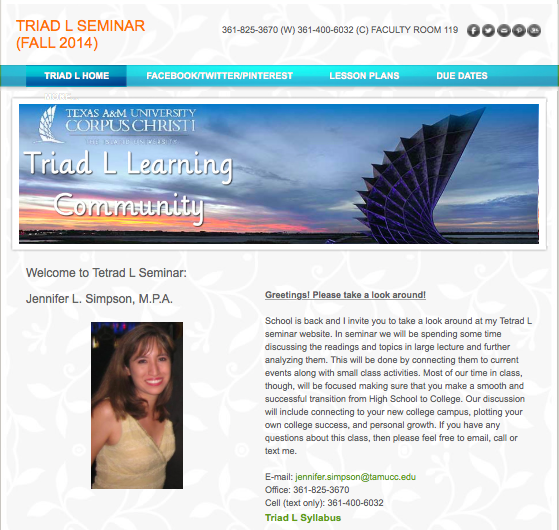 TRIAD L SEMINAR
(FALL 2014)
361-825-3670 (W) 361-400-6032 (C) FACULTY ROOM 119
TRIAD L HOME
FACEBOOK/TWITTER/PINTEREST
LESSON PLANS
DUE DATES
TEXAS A&M UNIVERSITY
CORPUS CHRISTI
Triad L Learning
Community
Welcome to Tetrad L Seminar:
Jennifer L. Simpson, M.P.A.
Greetings! Please take a look around!
School is back and I invite you to take a look around at my Tetrad L
seminar website. In seminar we will be spending some time
discussing the readings and topics in large lecture and further
analyzing them. This will be done by connecting them to current
events along with small class activities. Most of our time in class,
though, will be focused making sure that you make a smooth and
successful transition from High School to College. Our discussion
will include connecting to your new college campus, plotting your
own college success, and personal growth. If you have any
questions about this class, then please feel free to email, call or
text me.
E-mail: jennifer.simpson@tamucc.edu
Office: 361-825-3670
Cell (text only): 361-400-6032
Triad L Syllabus